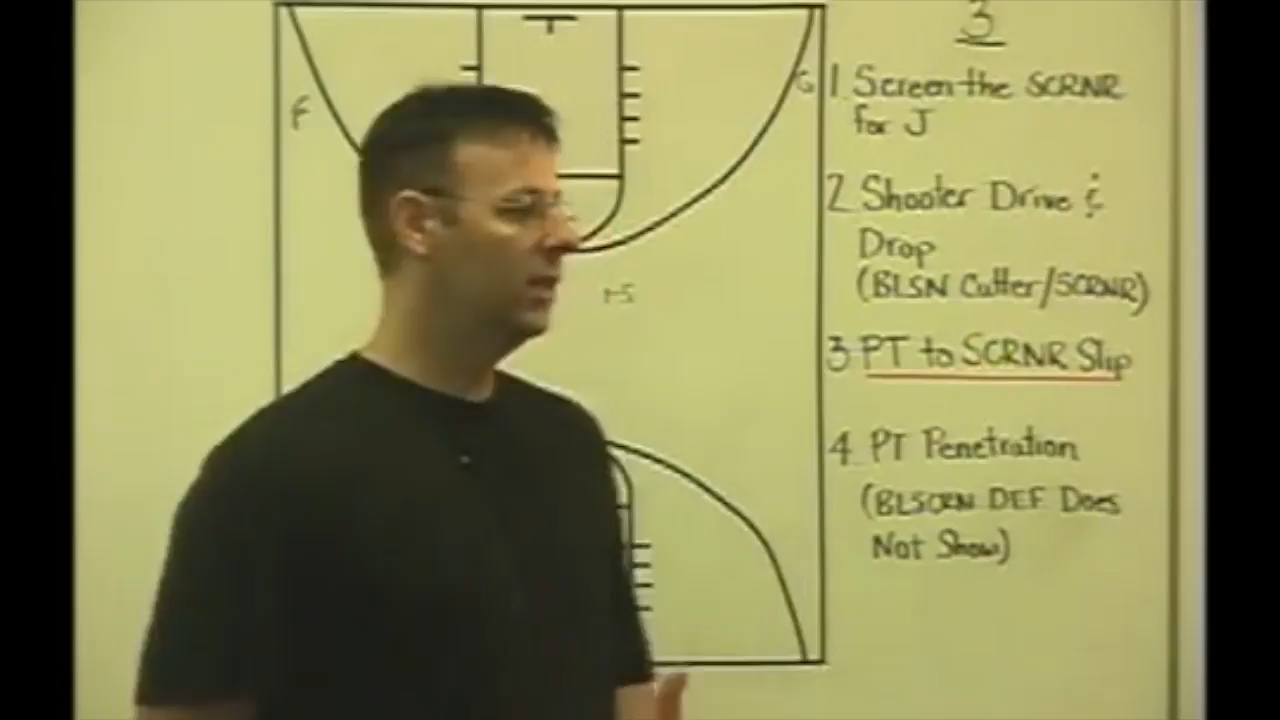 3
1. Screen the SCRNR
for J
2. Shooter Drive &
Drop
(BLSN Cutter/SCRNR)
3 PT to SCRNR Slip
4. PT Penetration
(BLSCRN DEF Does
Not Show)
F
G